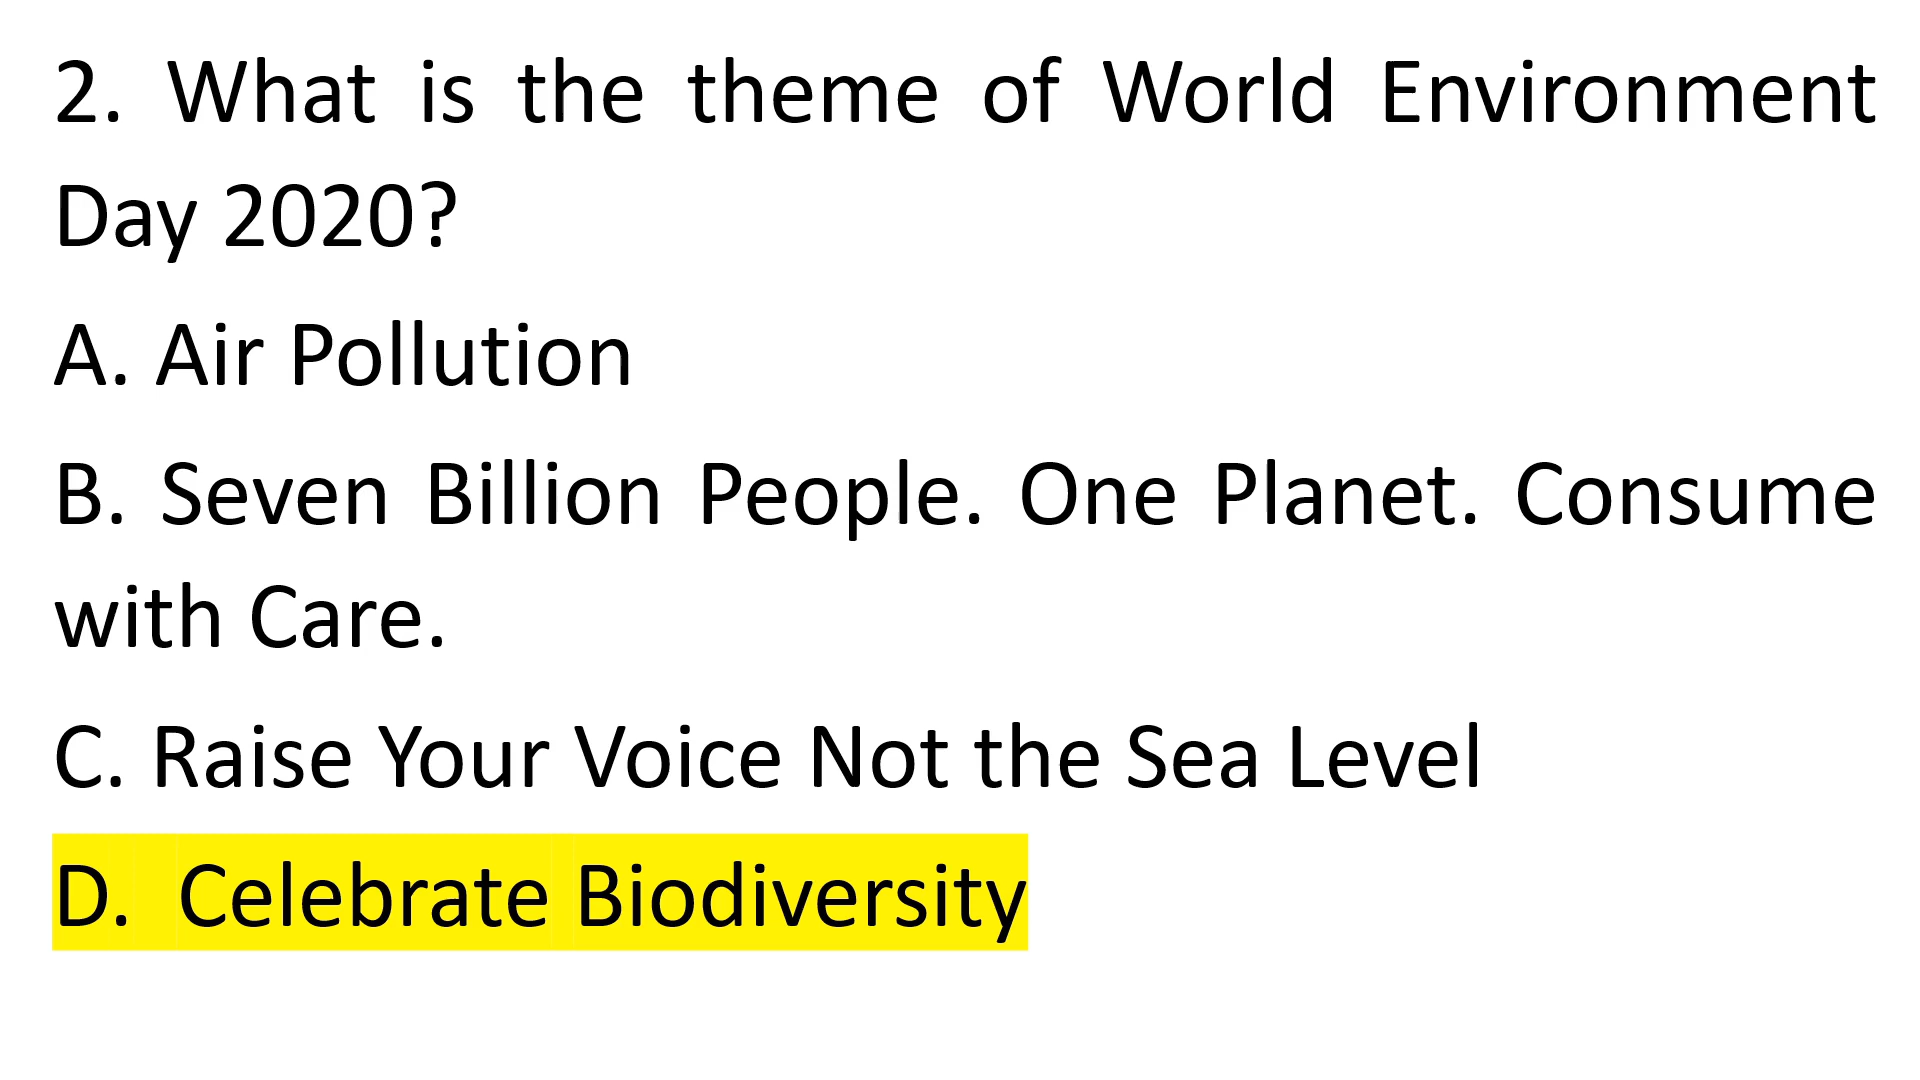 2. What is the theme of World Environment
Day 2020?
A. Air Pollution
B. Seven Billion People. One Planet. Consume
with Care.
C. Raise Your Voice Not the Sea Level
D. Celebrate Biodiversity